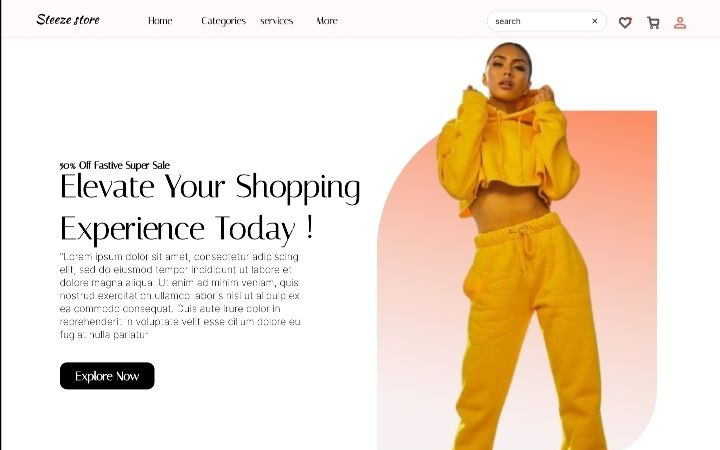 Steeze store
Home Categories services More
search ×
50% Off Fastive Super Sale
Elevate Your Shopping
Experience Today !
"Lorem ipsum dolor sit amet, consectetur adipiscing
elit, sed do eiusmod tempor incididunt ut labore et
dolore magna aliqua. Ut enim ad minim veniam, quis
nostrud exercitation ullamco laboris nisi ut aliquip ex
ea commodo consequat. Duis aute irure dolor in
reprehenderit in voluptate velit esse cillum dolore eu
fugiat nulla pariatur
Explore Now